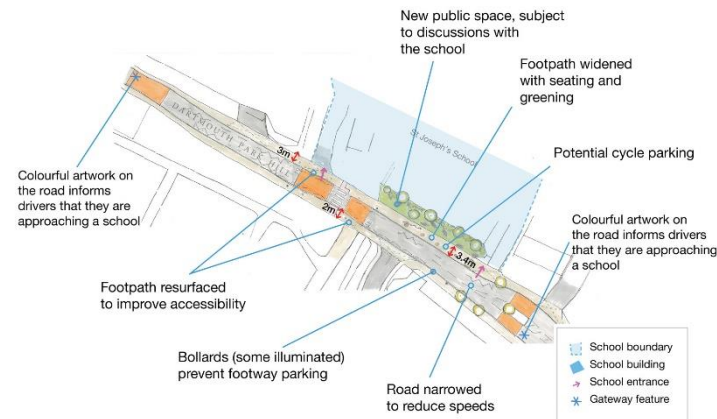 New public space, subject
to discussions with
the school
Footpath widened
with seating and
greening
Potential cycle parking
Colourful artwork on
the road informs drivers
that they are approaching
a school
DARTMOUTH PARK HILL
St Joseph's School
3m
2m
3.4m
Colourful artwork on
the road informs
drivers that they are
approaching a school
Footpath resurfaced
to improve accessibility
Bollards (some illuminated)
prevent footway parking
Road narrowed
to reduce speeds
School boundary
School building
School entrance
Gateway feature